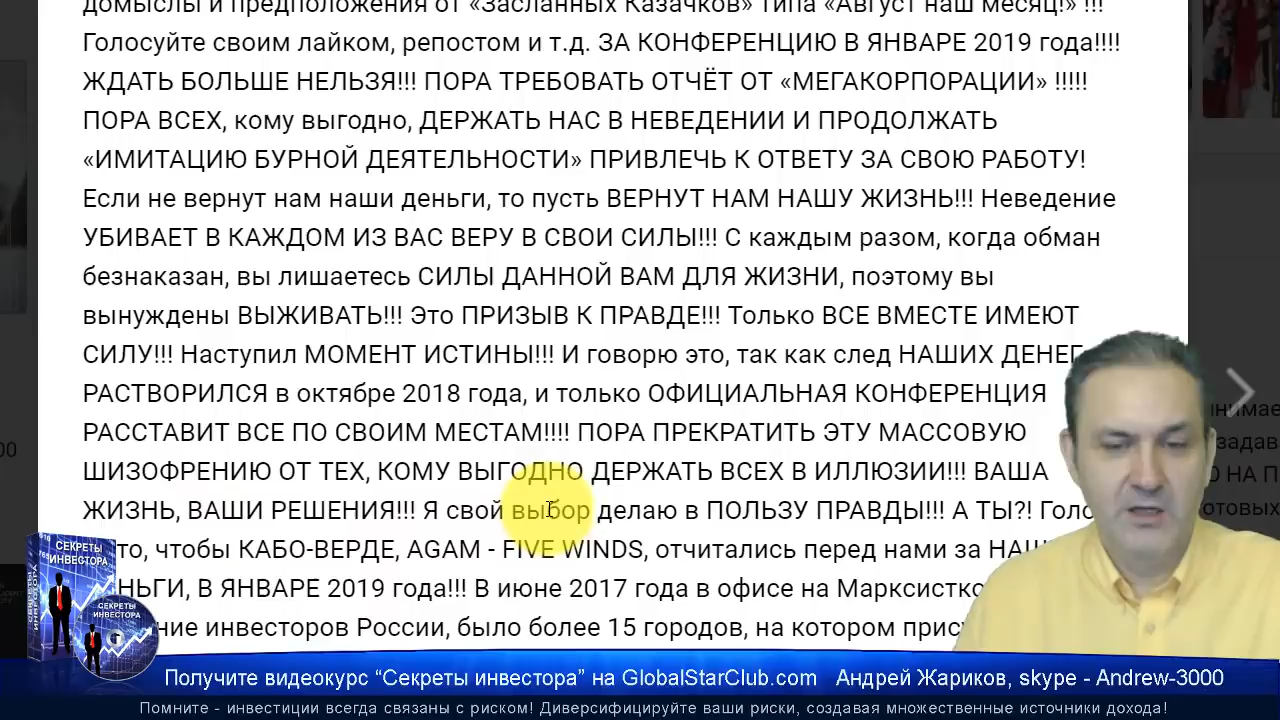 домыслы и предположения от «Засланных Казачков» типа «Август наш месяц!» !!!
Голосуйте своим лайком, репостом и т.д. ЗА КОНФЕРЕНЦИЮ В ЯНВАРЕ 2019 года!!!!
ЖДАТЬ БОЛЬШЕ НЕЛЬЗЯ!!! ПОРА ТРЕБОВАТЬ ОТЧЁТ ОТ «МЕГАКОРПОРАЦИИ» !!!!!
ПОРА ВСЕХ, кому выгодно, ДЕРЖАТЬ НАС В НЕВЕДЕНИИ И ПРОДОЛЖАТЬ
«ИМИТАЦИЮ БУРНОЙ ДЕЯТЕЛЬНОСТИ» ПРИВЛЕЧЬ К ОТВЕТУ ЗА СВОЮ РАБОТУ!
Если не вернут нам наши деньги, то пусть ВЕРНУТ НАМ НАШУ ЖИЗНЬ!!! Неведение
УБИВАЕТ В КАЖДОМ ИЗ ВАС ВЕРУ В СВОИ СИЛЫ!!! С каждым разом, когда обман
безнаказан, вы лишаетесь СИЛЫ ДАННОЙ ВАМ ДЛЯ ЖИЗНИ, поэтому вы
вынуждены ВЫЖИВАТЬ!!! Это ПРИЗЫВ К ПРАВДЕ!!! Только ВСЕ ВМЕСТЕ ИМЕЮТ
СИЛУ!!! Наступил МОМЕНТ ИСТИНЫ!!! И говорю это, так как след НАШИХ ДЕНЕГ
РАСТВОРИЛСЯ в октябре 2018 года, и только ОФИЦИАЛЬНАЯ КОНФЕРЕНЦИЯ
РАССТАВИТ ВСЕ ПО СВОИМ МЕСТАМ!!!! ПОРА ПРЕКРАТИТЬ ЭТУ МАССОВУЮ
ШИЗОФРЕНИЮ ОТ ТЕХ, КОМУ ВЫГОДНО ДЕРЖАТЬ ВСЕХ В ИЛЛЮЗИИ!!! ВАША
ЖИЗНЬ, ВАШИ РЕШЕНИЯ!!! Я свой выбор делаю в ПОЛЬЗУ ПРАВДЫ!!! А ТЫ?!
то, чтобы КАБО-ВЕРДЕ, AGAM - FIVE WINDS, отчитались перед нами за
В ЯНВАРЕ 2019 года!!! В июне 2017 года в офисе на
инвесторов России, было более 15 городов, на котором
СЕКРЕТЫ
ИНВЕСТОРА
СЕКРЕТЫ
ИНВЕСТОРА
Получите видеокурс “Секреты инвестора” на GlobalStarClub.com Андрей Жариков, skype - Andrew-3000
Помните - инвестиции всегда связаны с риском! Диверсифицируйте ваши риски, создавая множественные источники дохода!